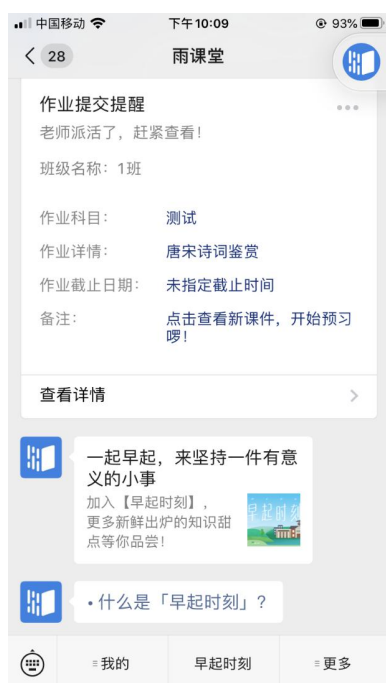 中国移动 下午10:09 93%
28 雨课堂
作业提交提醒
老师派活了，赶紧查看！
班级名称：1班
作业科目： 测试
作业详情： 唐宋诗词鉴赏
作业截止日期： 未指定截止时间
备注： 点击查看新课件，开始预习
啰！
查看详情
一起早起，来坚持一件有意
义的小事
加入【早起时刻】，
更多新鲜出炉的知识甜
点等你品尝！
早起时刻
•什么是「早起时刻」?
≡我的 早起时刻 ≡更多